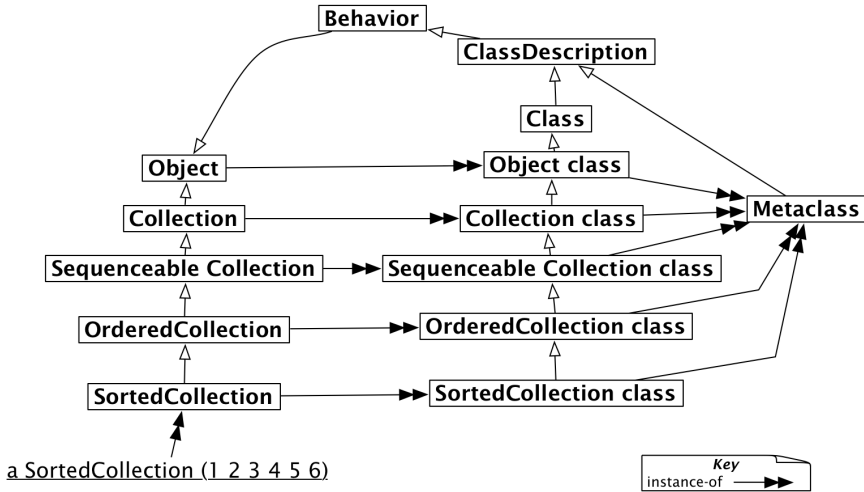 Behavior
ClassDescription
Class
Object
Object class
Collection
Collection class
Metaclass
Sequenceable Collection
Sequenceable Collection class
OrderedCollection
OrderedCollection class
SortedCollection
SortedCollection class
a SortedCollection (1 2 3 4 5 6)
Key
instance-of